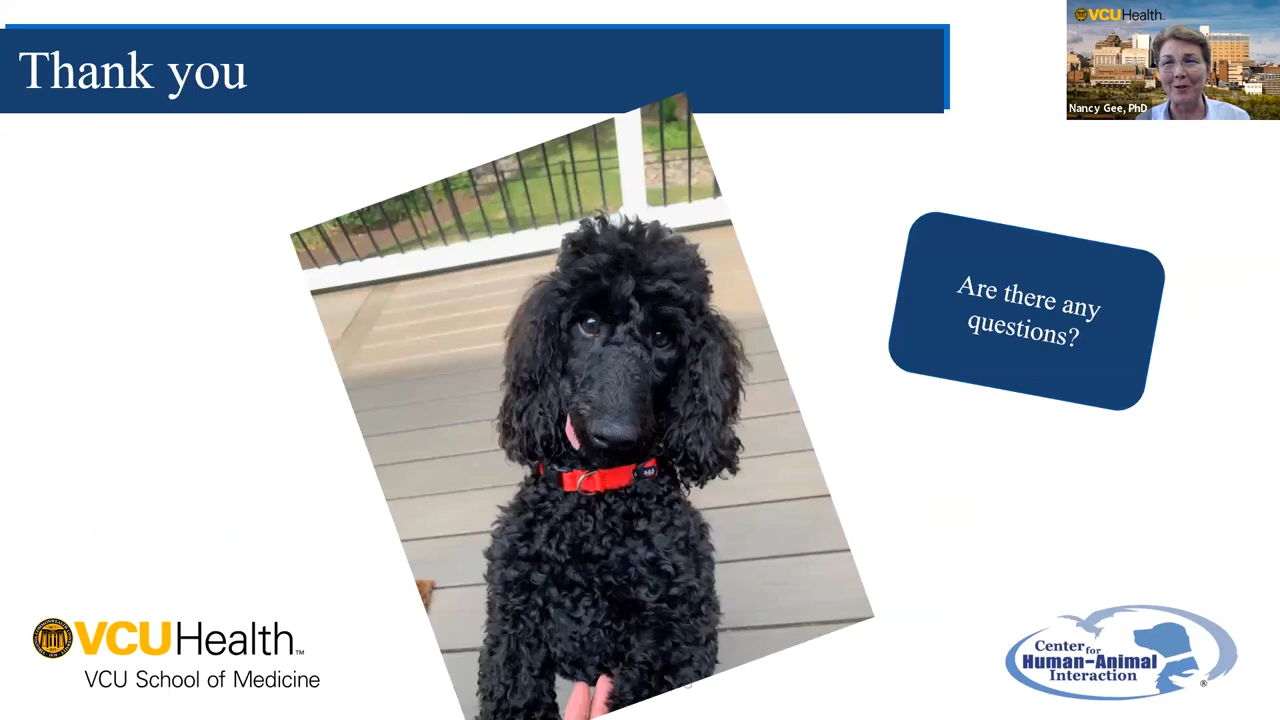 Thank you
VCUHealth.
Nancy Gee, PhD
Are there any
questions?
VCUHealth™
VCU School of Medicine
Center for
Human-Animal
Interaction
®